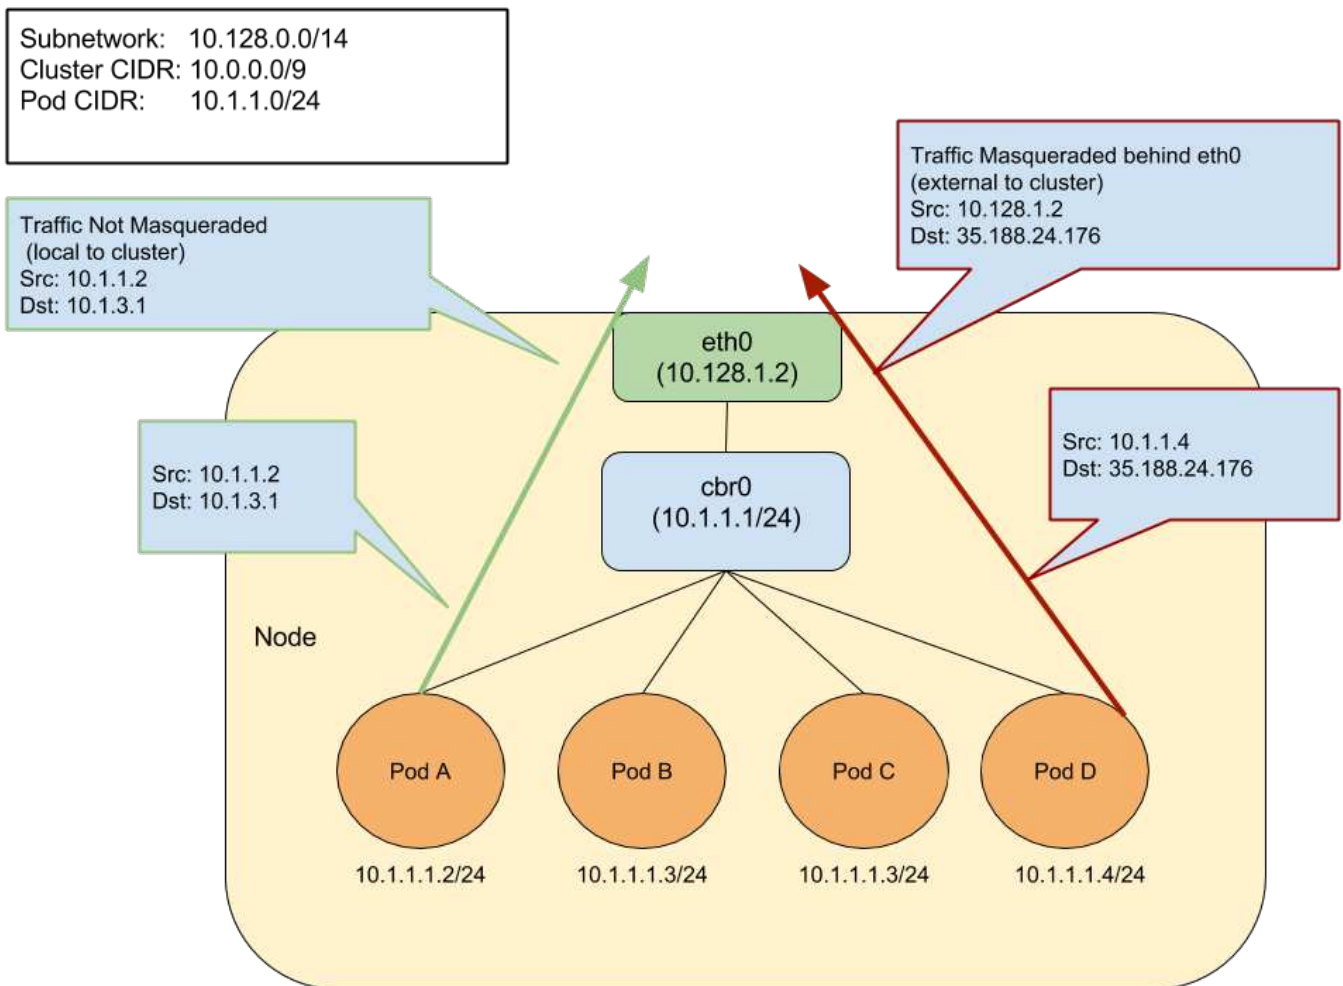 Subnetwork: 10.128.0.0/14
Cluster CIDR: 10.0.0.0/9
Pod CIDR: 10.1.1.0/24
Traffic Masqueraded behind eth0
(external to cluster)
Src: 10.128.1.2
Dst: 35.188.24.176
Traffic Not Masqueraded
(local to cluster)
Src: 10.1.1.2
Dst: 10.1.3.1
eth0
(10.128.1.2)
Src: 10.1.1.4
Dst: 35.188.24.176
Src: 10.1.1.2
Dst: 10.1.3.1
cbr0
(10.1.1.1/24)
Node
Pod A
Pod B
Pod C
Pod D
10.1.1.1.2/24
10.1.1.1.3/24
10.1.1.1.3/24
10.1.1.1.4/24